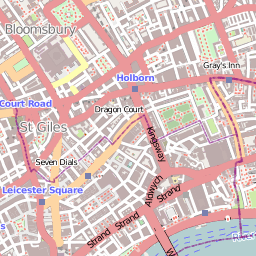 Bloomsbury
Gray's Inn
Holborn
Dragon Court
Court Road
St Giles
Kingsway
Seven Dials
Leicester Square
Aldwych
Strand
Strand
Strand
River